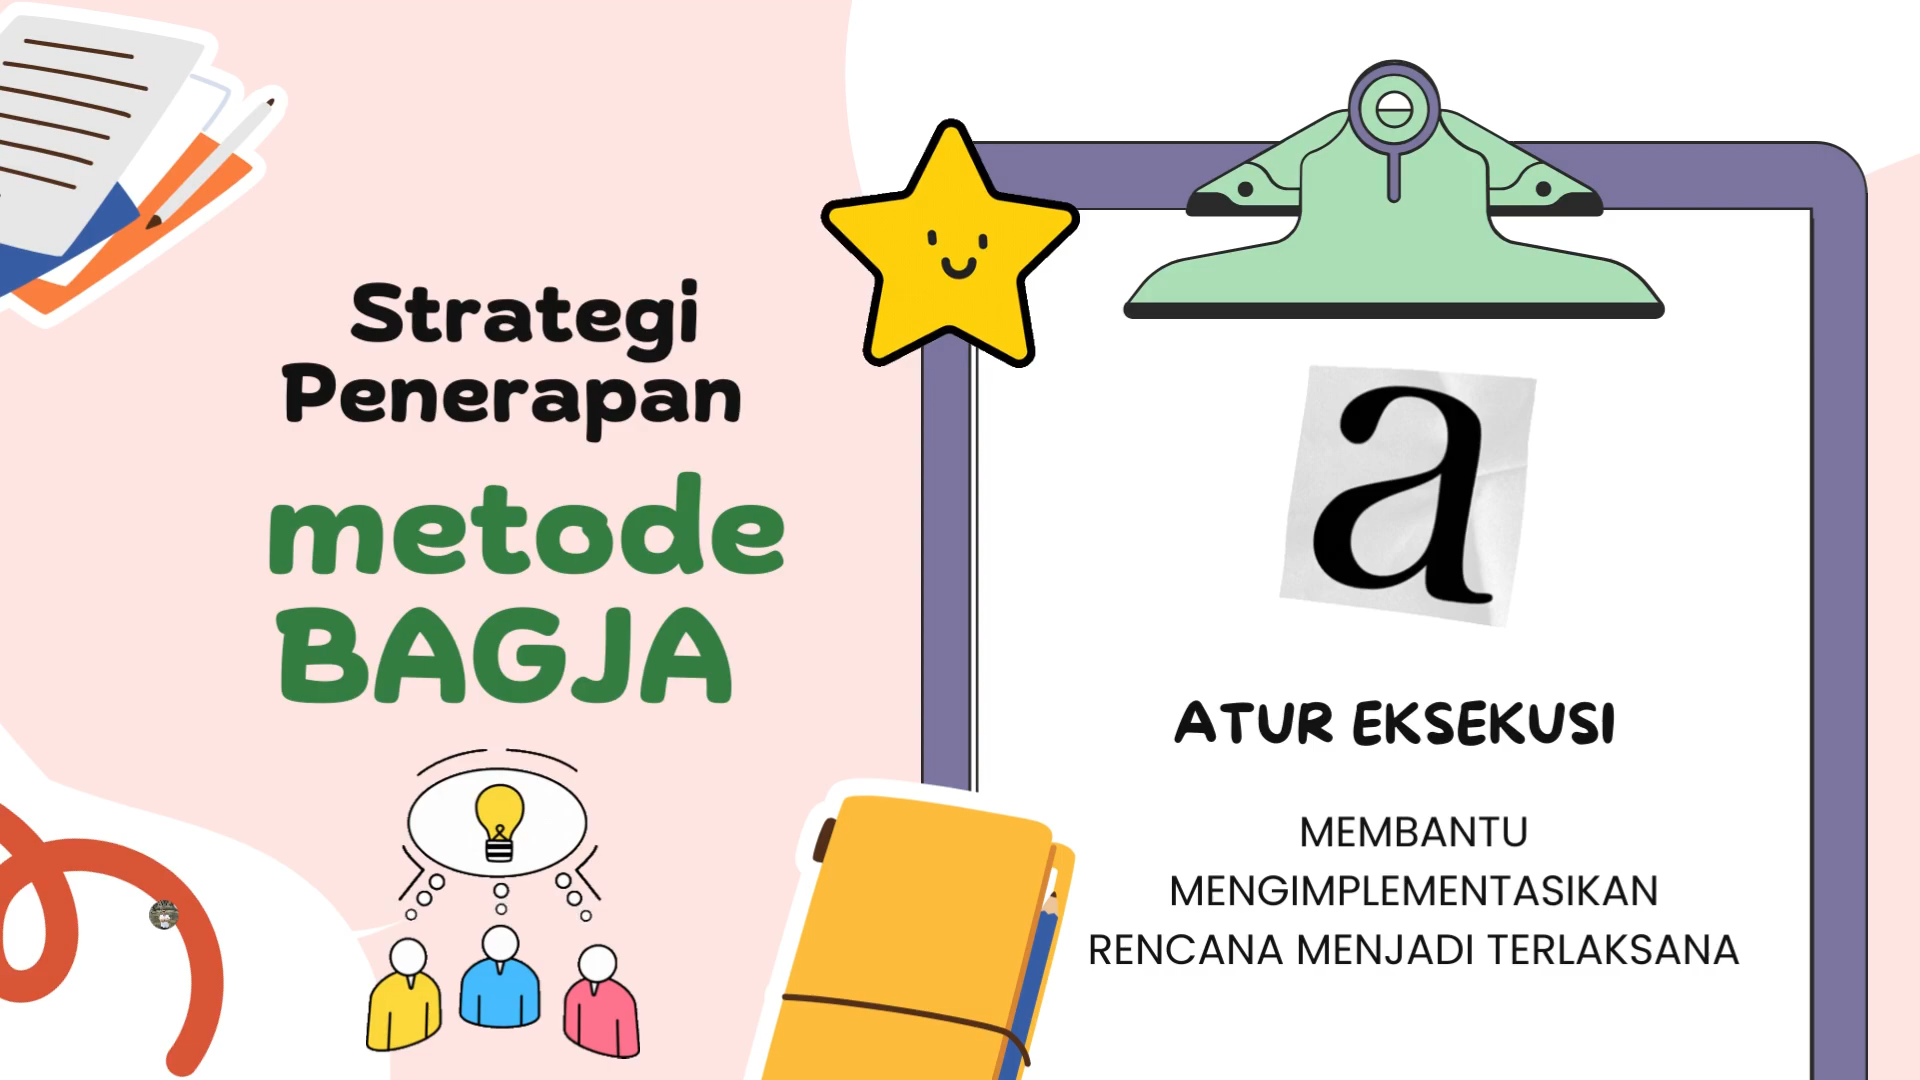 Strategi
Penerapan
metode
BAGJA
a
ATUR EKSEKUSI
MEMBANTU
MENGIMPLEMENTASIKAN
RENCANA MENJADI TERLAKSANA